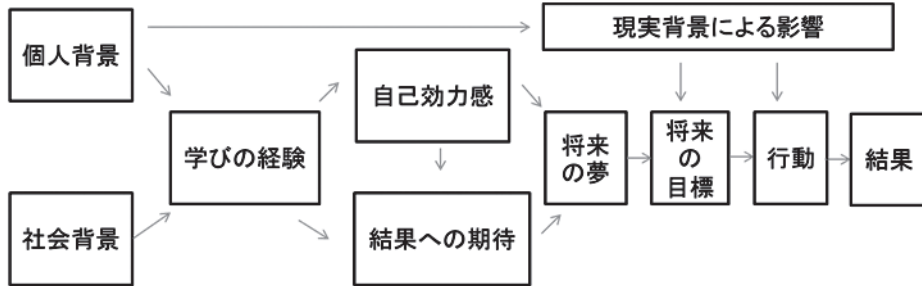 個人背景
現実背景による影響
自己効力感
学びの経験
将来
の夢
将来
の
目標
行動
結果
社会背景
結果への期待